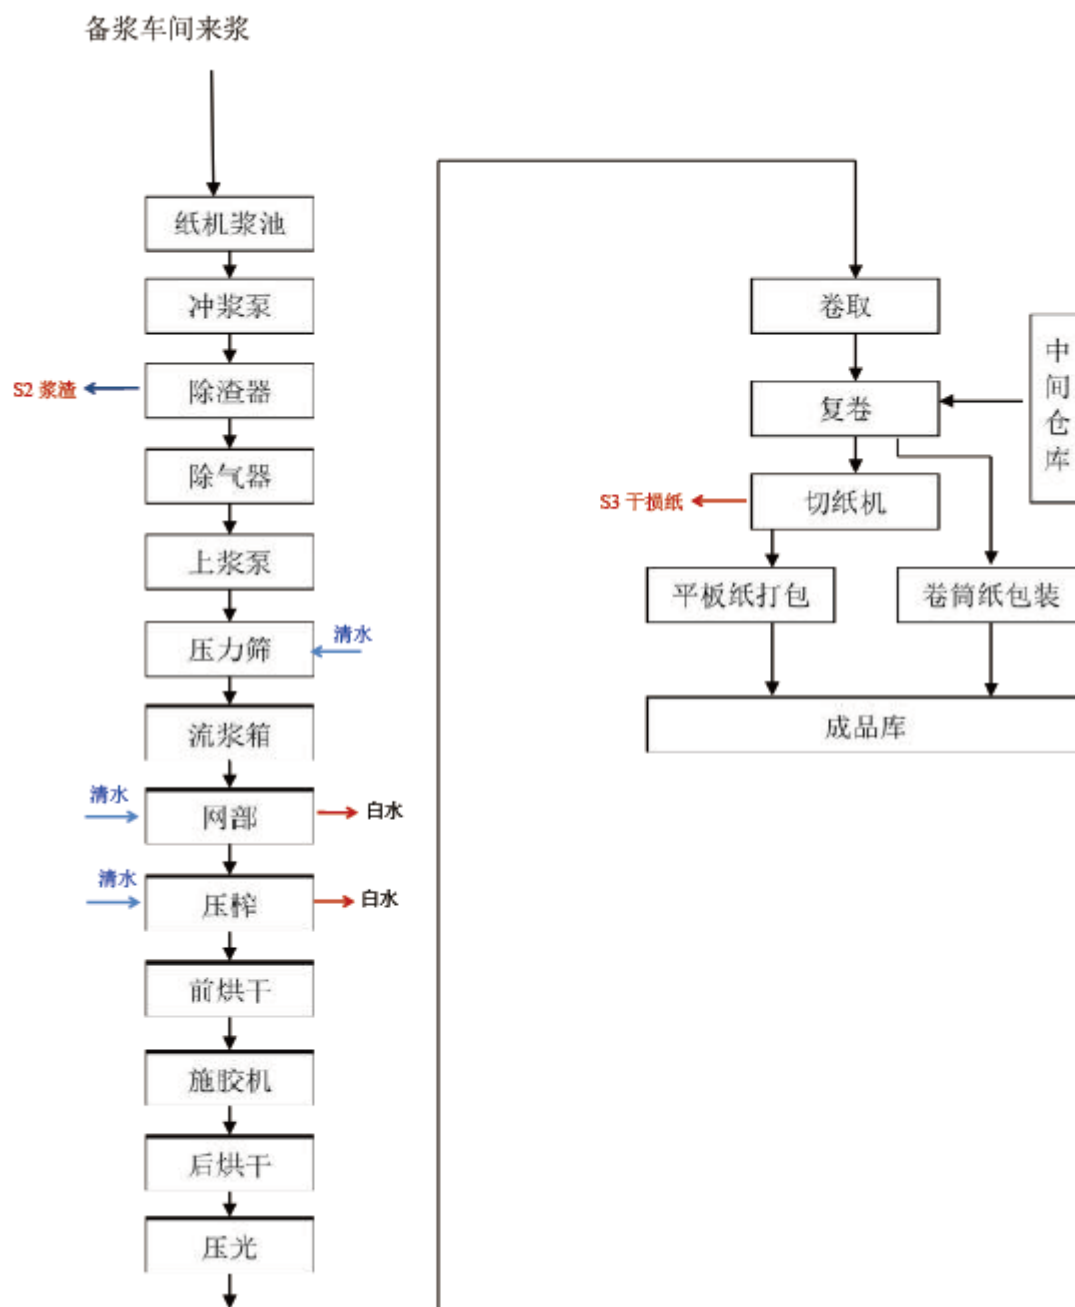 备浆车间来浆
纸机浆池
冲浆泵
S2 浆渣
除渣器
除气器
上浆泵
压力筛
清水
流浆箱
清水
网部
白水
清水
压榨
白水
前烘干
施胶机
后烘干
压光
卷取
复卷
中间仓库
S3 干损纸
切纸机
平板纸打包
卷筒纸包装
成品库